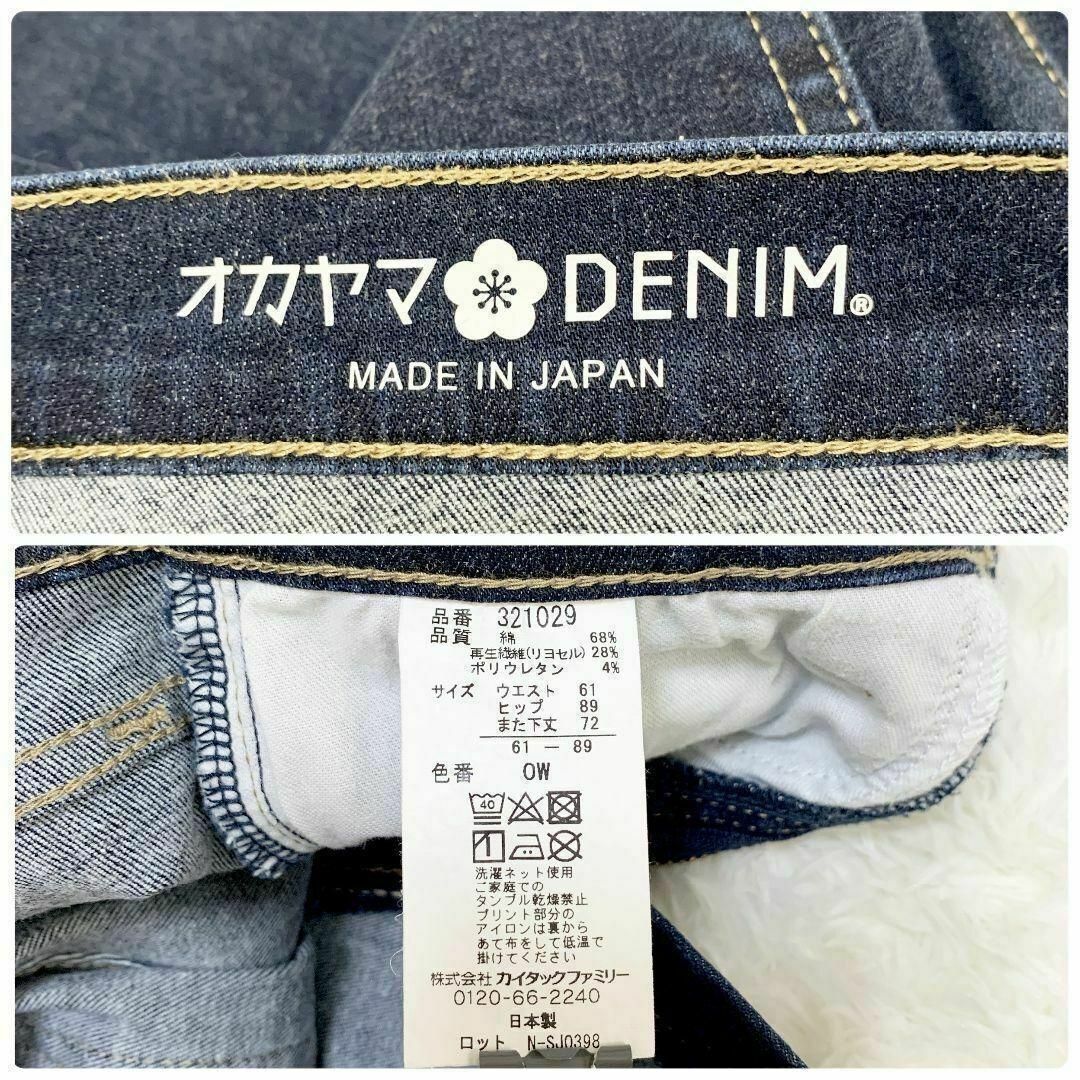 オカヤマ DENIM®
MADE IN JAPAN
品番 321029
品質 綿 68%
再生繊維(リヨセル) 28%
ポリウレタン 4%
サイズ ウエスト 61
ヒップ 89
また下丈 72
61 — 89
色番 OW
40
洗濯ネット使用
ご家庭での
タンブル乾燥禁止
プリント部分の
アイロンは裏から
あて布をして低温で
掛けてください
株式会社 カイタックファミリー
0120-66-2240
日本製
ロット N-SJ0398